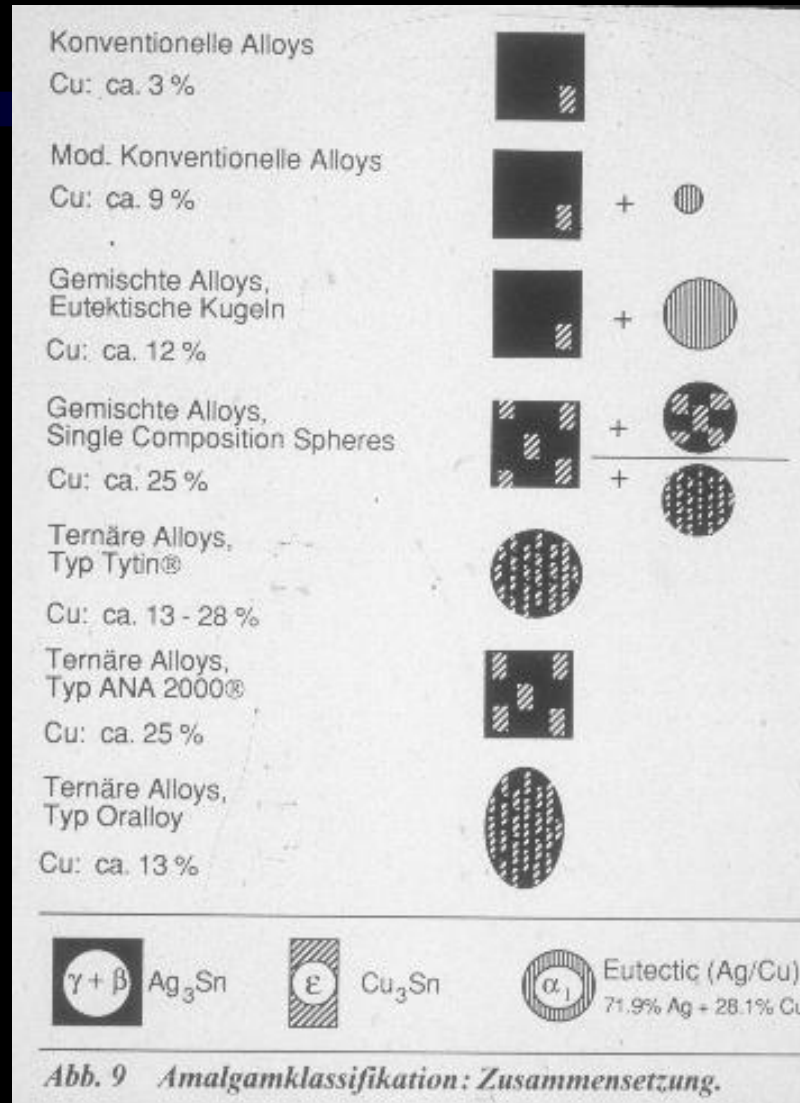 Konventionelle Alloys
Cu: ca. 3 %
Mod. Konventionelle Alloys
Cu: ca. 9 %
+
Gemischte Alloys,
Eutektische Kugeln
+
Cu: ca. 12 %
Gemischte Alloys,
Single Composition Spheres
+
Cu: ca. 25 %
+
Ternäre Alloys,
Typ Tytin®
Cu: ca. 13 - 28 %
Ternäre Alloys,
Typ ANA 2000®
Cu: ca. 25 %
Ternäre Alloys,
Typ Oralloy
Cu: ca. 13 %
γ + β Ag₃Sn
ε Cu₃Sn
α₁ Eutectic (Ag/Cu)
71.9% Ag + 28.1% Cu
Abb. 9 Amalgamklassifikation: Zusammensetzung.